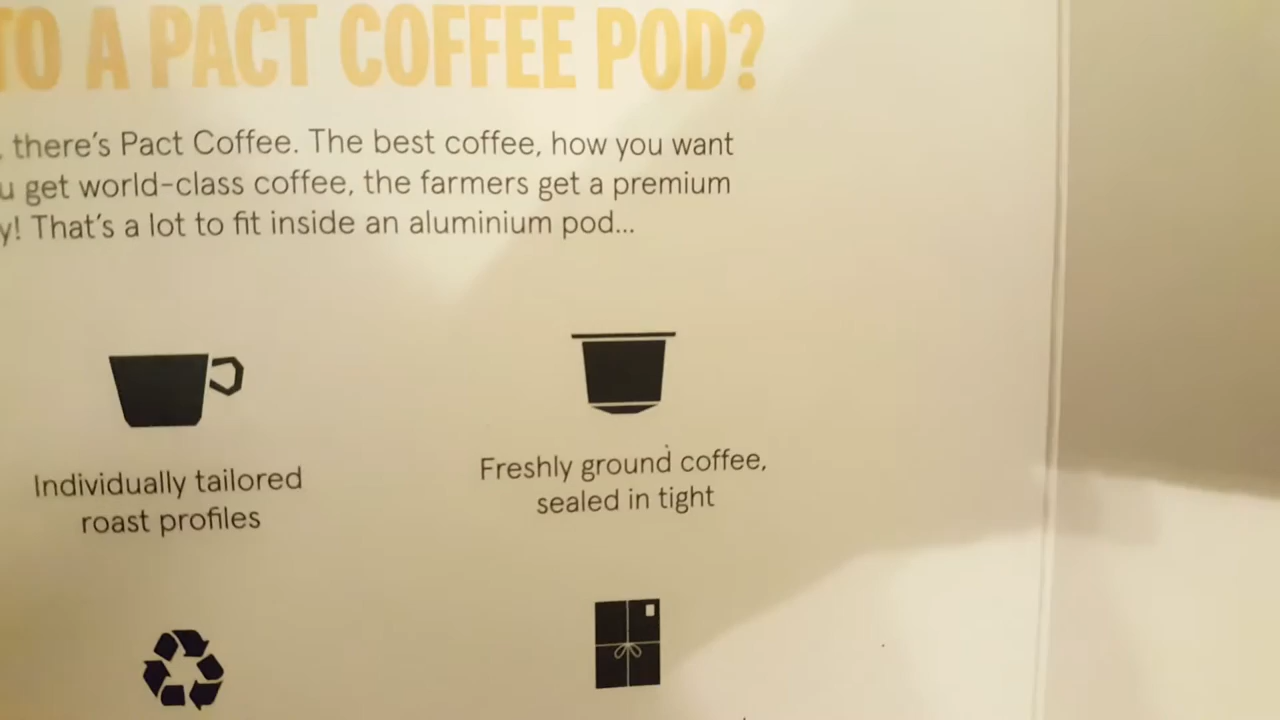 TO A PACT COFFEE POD?
there's Pact Coffee. The best coffee, how you want
get world-class coffee, the farmers get a premium
That's a lot to fit inside an aluminium pod...
Individually tailored
roast profiles
Freshly ground coffee,
sealed in tight